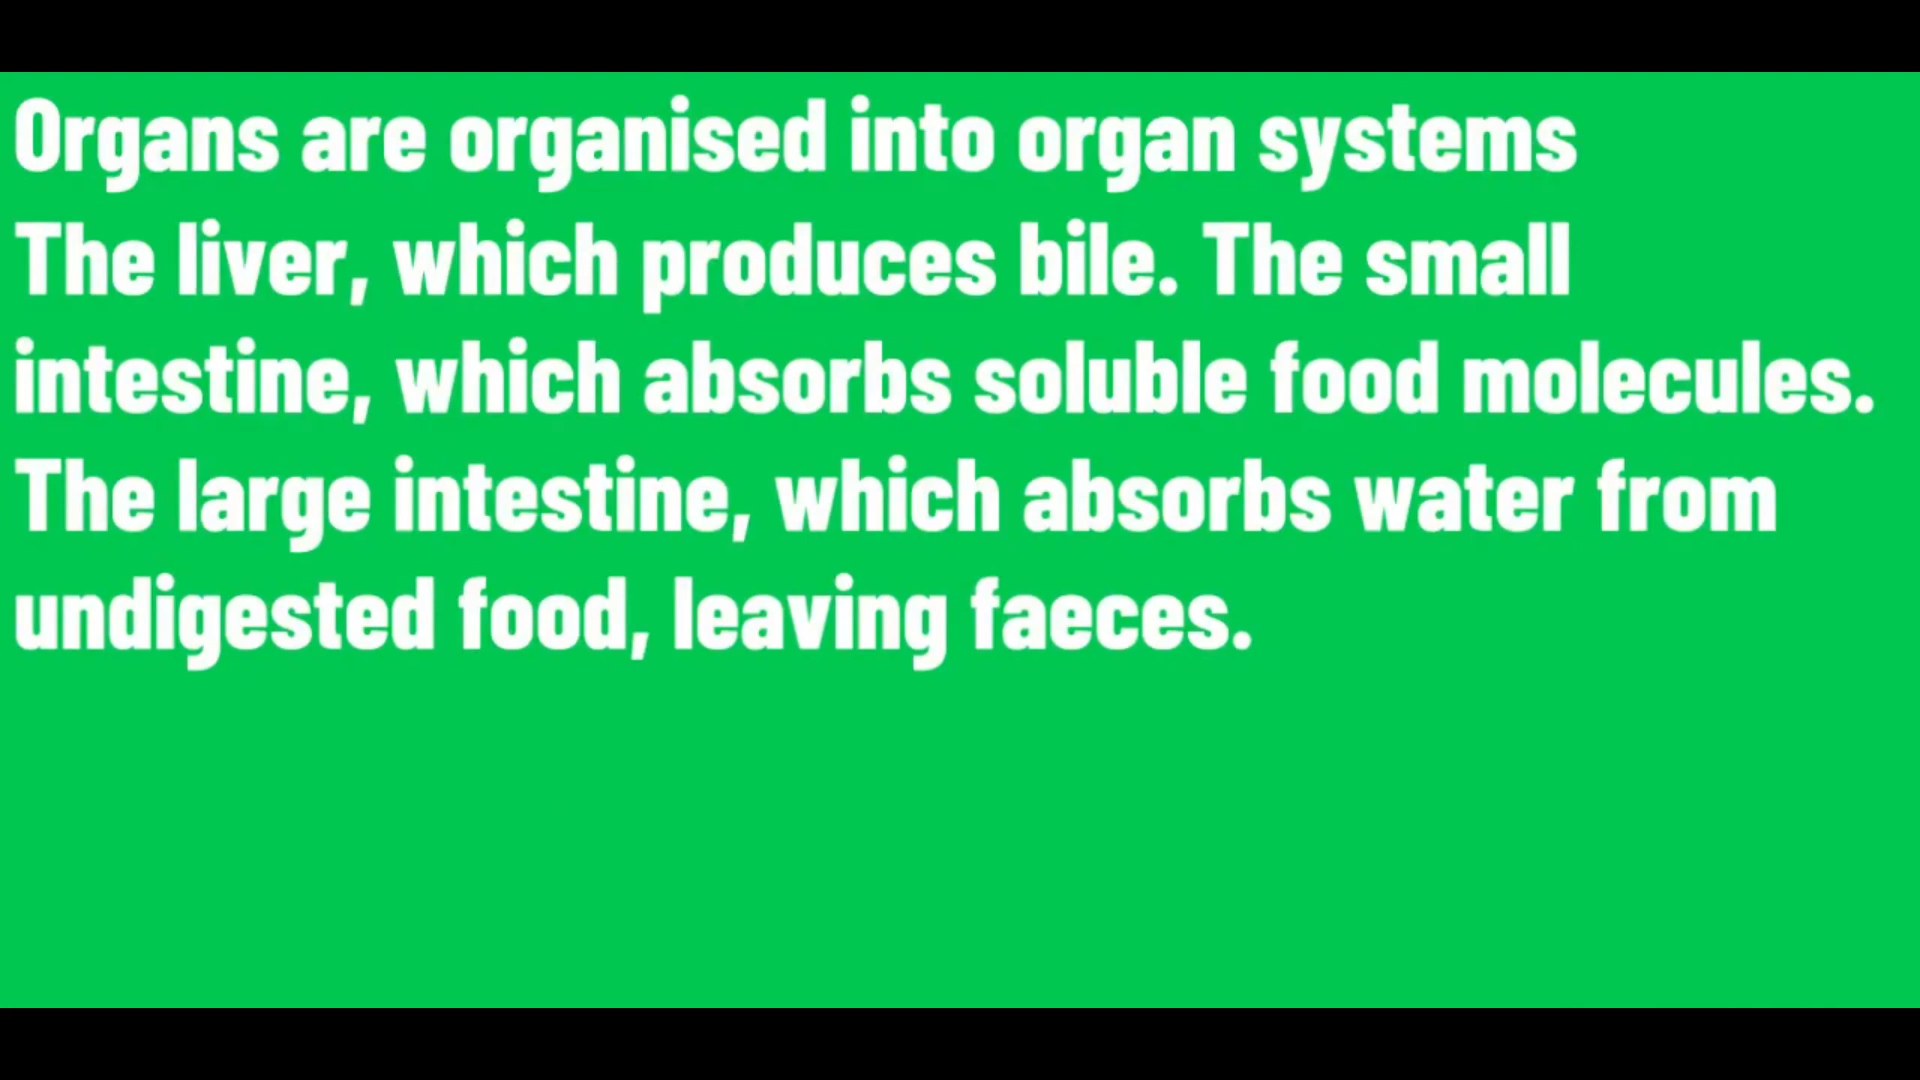 Organs are organised into organ systems
The liver, which produces bile. The small
intestine, which absorbs soluble food molecules.
The large intestine, which absorbs water from
undigested food, leaving faeces.